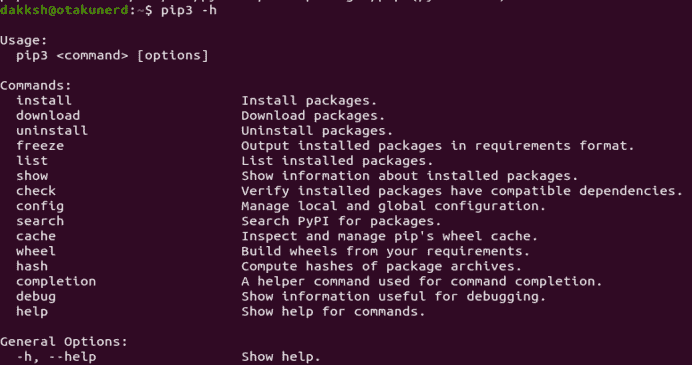 dakksh@otakunerd:~$ pip3 -h
Usage:
pip3 <command> [options]
Commands:
install Install packages.
download Download packages.
uninstall Uninstall packages.
freeze Output installed packages in requirements format.
list List installed packages.
show Show information about installed packages.
check Verify installed packages have compatible dependencies.
config Manage local and global configuration.
search Search PyPI for packages.
cache Inspect and manage pip's wheel cache.
wheel Build wheels from your requirements.
hash Compute hashes of package archives.
completion A helper command used for command completion.
debug Show information useful for debugging.
help Show help for commands.
General Options:
-h, --help Show help.